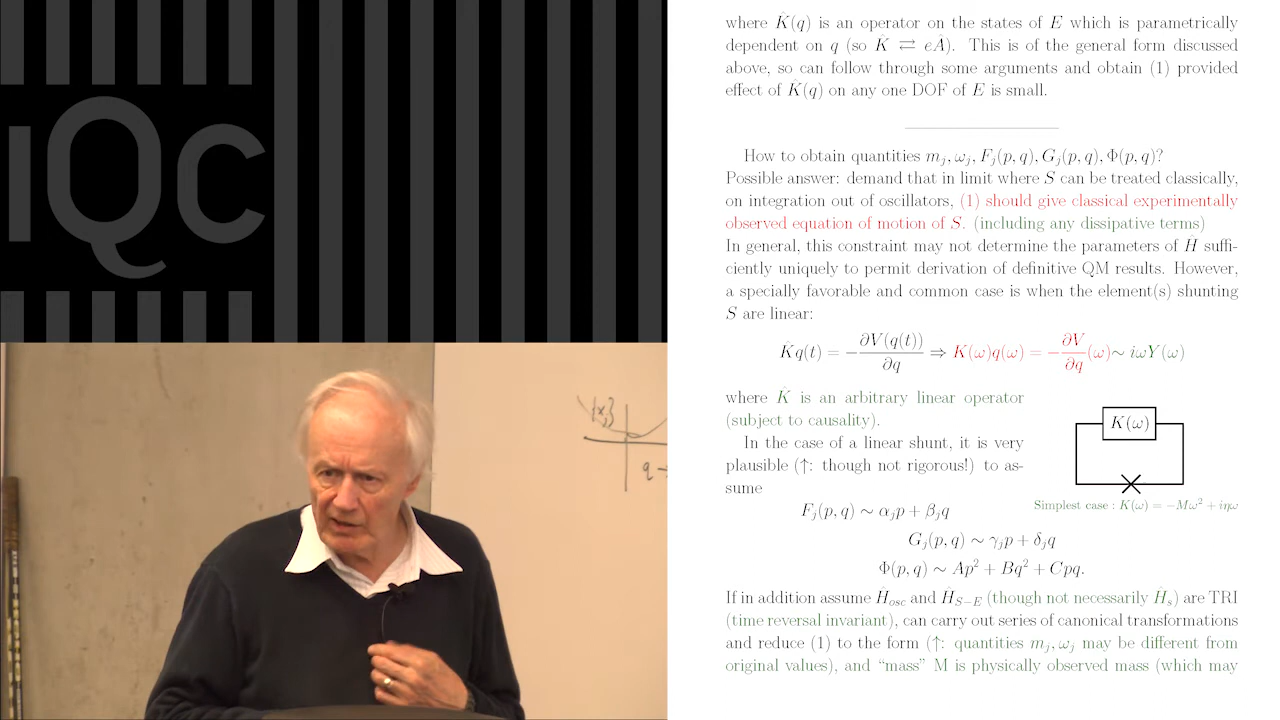 IQC
where K̂(q) is an operator on the states of E which is parametrically
dependent on q (so K̂ ⇄ eÂ). This is of the general form discussed
above, so can follow through some arguments and obtain (1) provided
effect of K̂(q) on any one DOF of E is small.
How to obtain quantities m_j, ω_j, F_j(p, q), G_j(p, q), Φ(p, q)?
Possible answer: demand that in limit where S can be treated classically,
on integration out of oscillators, (1) should give classical experimentally
observed equation of motion of S. (including any dissipative terms)
In general, this constraint may not determine the parameters of Ĥ suffi-
ciently uniquely to permit derivation of definitive QM results. However,
a specially favorable and common case is when the element(s) shunting
S are linear:
K̂q(t) = −∂V(q(t))/∂q ⇒ K(ω)q(ω) = −∂V/∂q(ω) ∼ iωY(ω)
where K̂ is an arbitrary linear operator
(subject to causality).
In the case of a linear shunt, it is very
plausible (↑: though not rigorous!) to as-
sume
K(ω)
Simplest case : K(ω) = −Mω² + iηω
F_j(p, q) ∼ α_jp + β_jq
G_j(p, q) ∼ γ_jp + δ_jq
Φ(p, q) ∼ Ap² + Bq² + Cpq.
If in addition assume Ĥ_osc and Ĥ_S−E (though not necessarily Ĥ_s) are TRI
(time reversal invariant), can carry out series of canonical transformations
and reduce (1) to the form (↑: quantities m_j, ω_j may be different from
original values), and “mass” M is physically observed mass (which may
{x_j}
q →